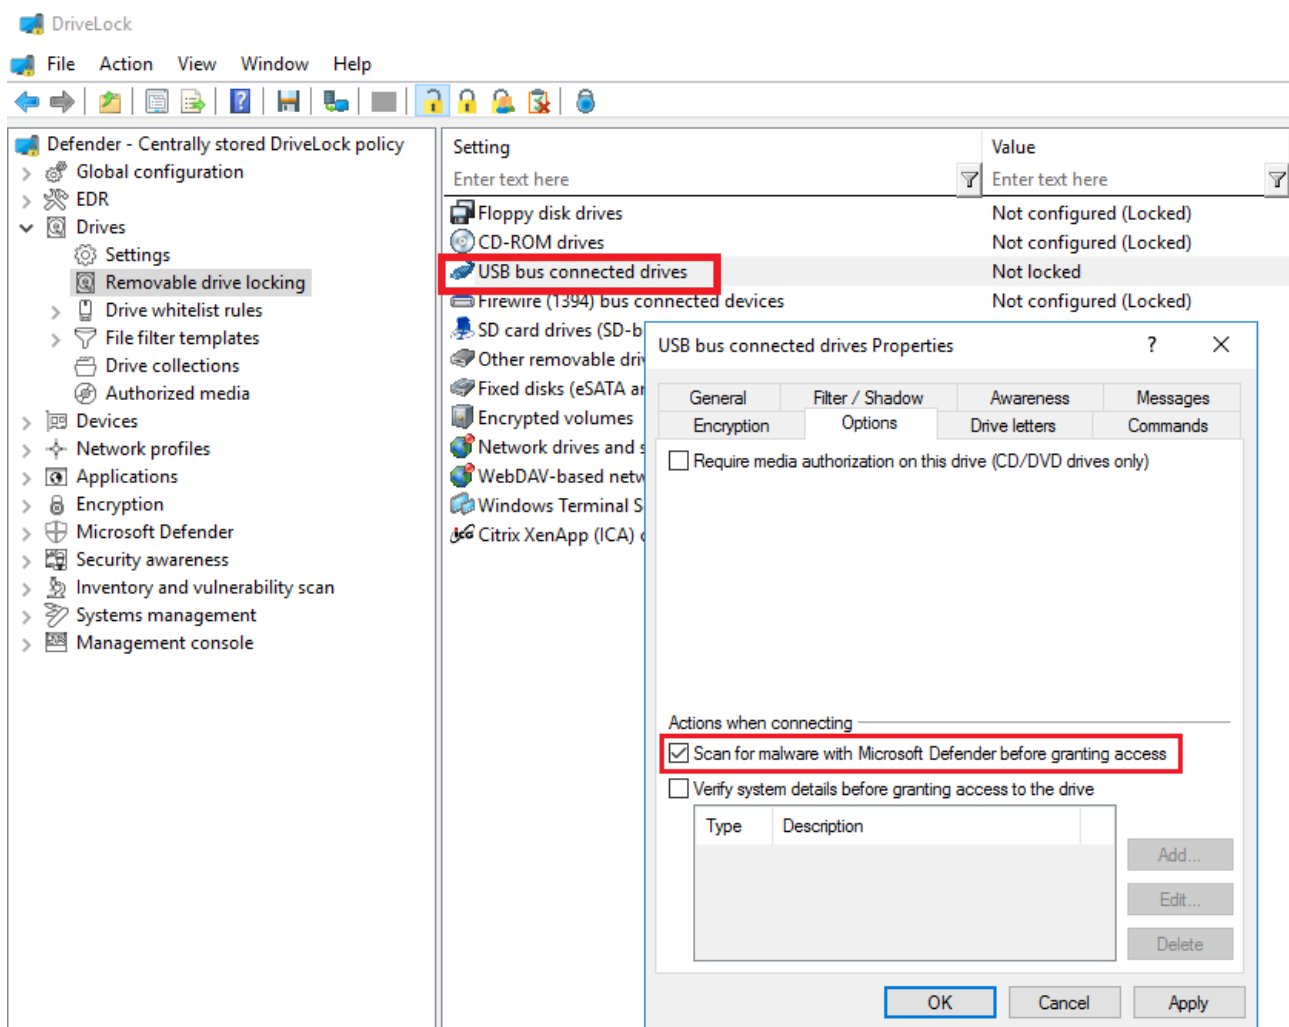 DriveLock
File Action View Window Help
Defender - Centrally stored DriveLock policy
Global configuration
EDR
Drives
Settings
Removable drive locking
Drive whitelist rules
File filter templates
Drive collections
Authorized media
Devices
Network profiles
Applications
Encryption
Microsoft Defender
Security awareness
Inventory and vulnerability scan
Systems management
Management console
Setting Value
Enter text here Enter text here
Floppy disk drives Not configured (Locked)
CD-ROM drives Not configured (Locked)
USB bus connected drives Not locked
Firewire (1394) bus connected devices Not configured (Locked)
SD card drives (SD-b
Other removable driv
Fixed disks (eSATA ar
Encrypted volumes
Network drives and s
WebDAV-based netw
Windows Terminal S
Citrix XenApp (ICA) c
USB bus connected drives Properties ?
General Filter / Shadow Awareness Messages
Encryption Options Drive letters Commands
Require media authorization on this drive (CD/DVD drives only)
Actions when connecting
Scan for malware with Microsoft Defender before granting access
Verify system details before granting access to the drive
Type Description
Add...
Edit...
Delete
OK Cancel Apply